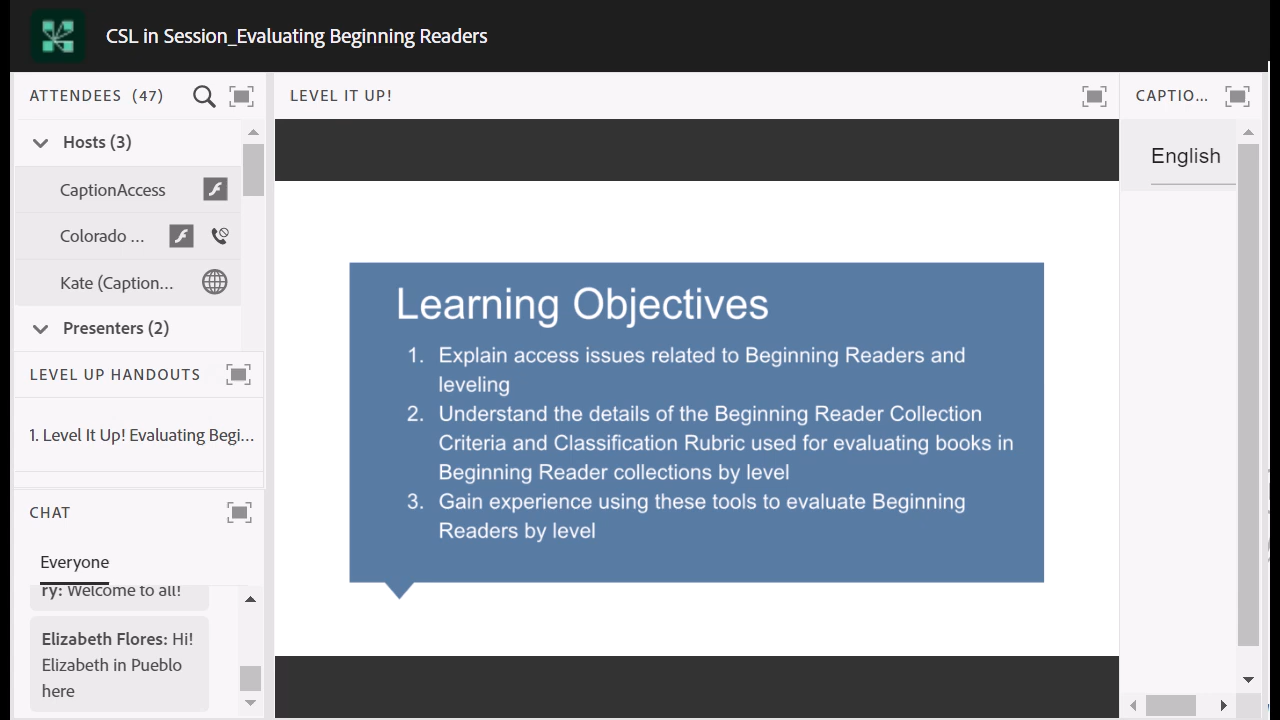 CSL in Session_Evaluating Beginning Readers
ATTENDEES (47)
Hosts (3)
CaptionAccess
Colorado ...
Kate (Caption...
Presenters (2)
LEVEL UP HANDOUTS
1. Level It Up! Evaluating Begi...
CHAT
Everyone
ry: Welcome to all!
Elizabeth Flores: Hi!
Elizabeth in Pueblo
here
LEVEL IT UP!
Learning Objectives
1. Explain access issues related to Beginning Readers and
leveling
2. Understand the details of the Beginning Reader Collection
Criteria and Classification Rubric used for evaluating books in
Beginning Reader collections by level
3. Gain experience using these tools to evaluate Beginning
Readers by level
CAPTIO...
English